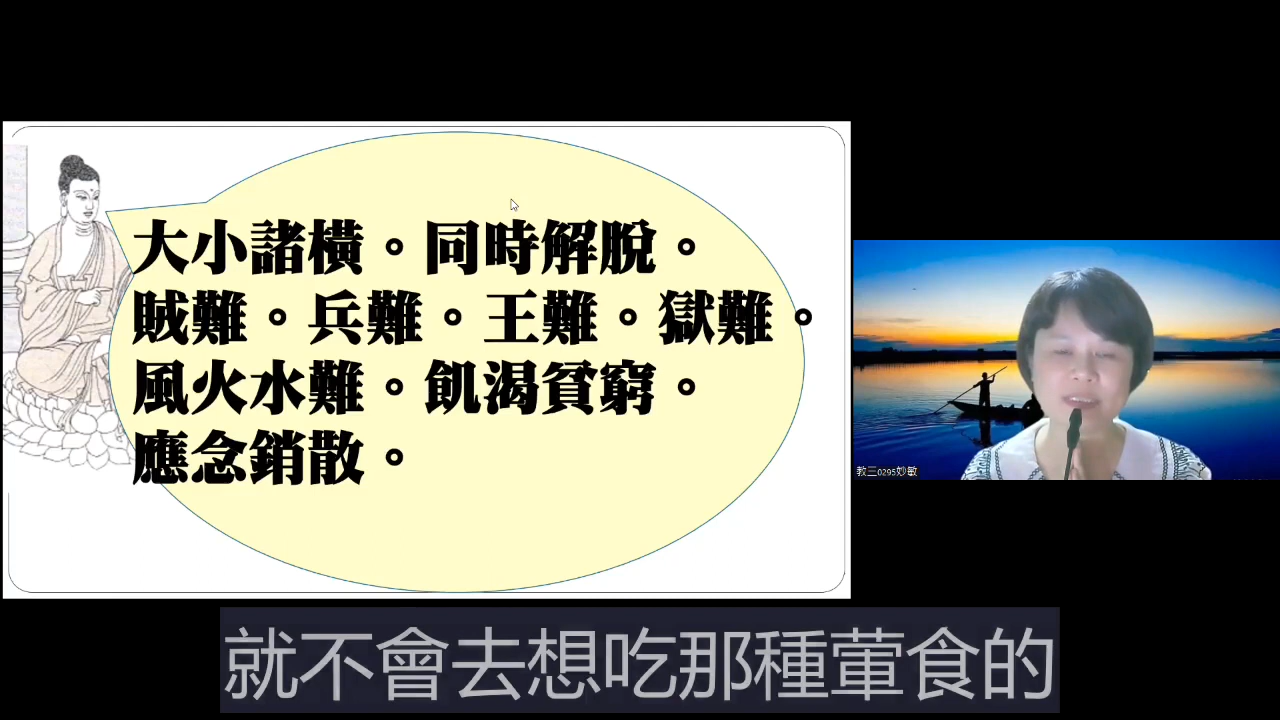 大小諸橫。同時解脫。
賊難。兵難。王難。獄難。
風火水難。飢渴貧窮。
應念銷散。
教三0295妙敏
就不會去想吃那種葷食的